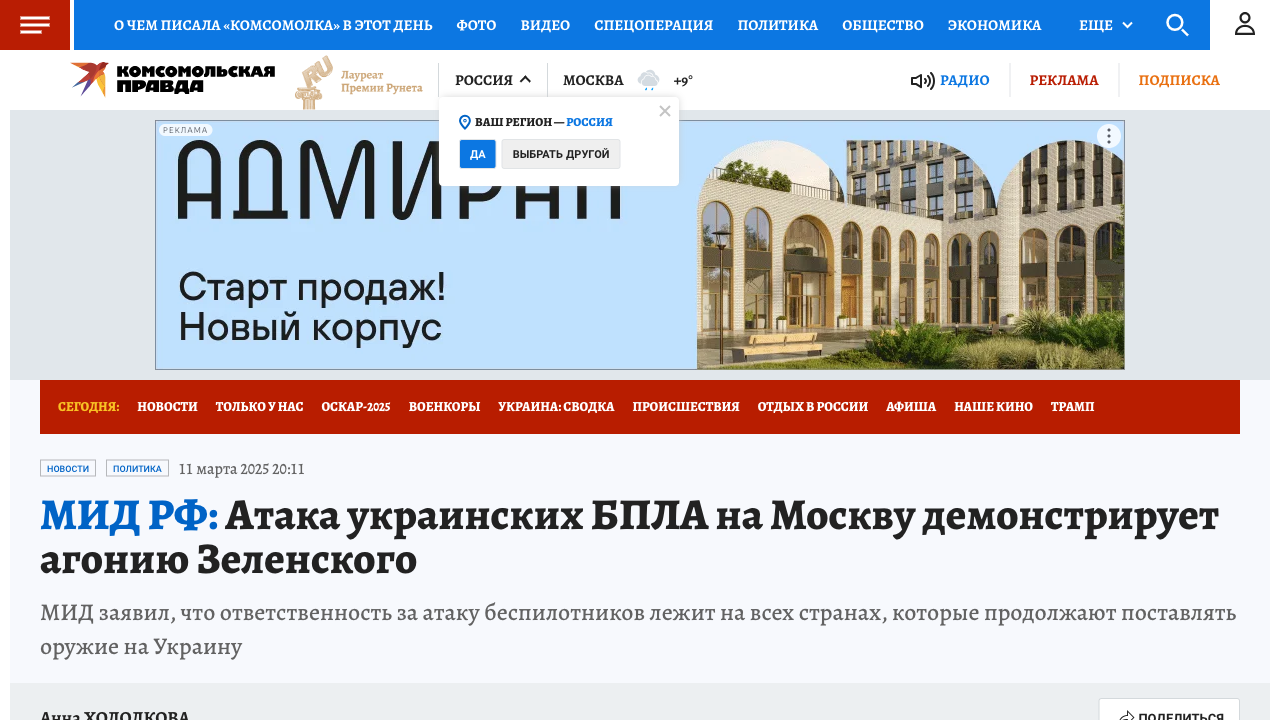 О ЧЕМ ПИСАЛА «КОМСОМОЛКА» В ЭТОТ ДЕНЬ ФОТО ВИДЕО СПЕЦОПЕРАЦИЯ ПОЛИТИКА ОБЩЕСТВО ЭКОНОМИКА ЕЩЕ
КОМСОМОЛЬСКАЯ
ПРАВДА
.RU
Лауреат
Премии Рунета
РОССИЯ МОСКВА +9° РАДИО РЕКЛАМА ПОДПИСКА
ВАШ РЕГИОН — РОССИЯ
ДА ВЫБРАТЬ ДРУГОЙ
РЕКЛАМА
АДМИРАЛ
Старт продаж!
Новый корпус
СЕГОДНЯ: НОВОСТИ ТОЛЬКО У НАС ОСКАР-2025 ВОЕНКОРЫ УКРАИНА: СВОДКА ПРОИСШЕСТВИЯ ОТДЫХ В РОССИИ АФИША НАШЕ КИНО ТРАМП
НОВОСТИ ПОЛИТИКА 11 марта 2025 20:11
МИД РФ: Атака украинских БПЛА на Москву демонстрирует
агонию Зеленского
МИД заявил, что ответственность за атаку беспилотников лежит на всех странах, которые продолжают поставлять
оружие на Украину
Анна ХОЛОДКОВА
ПОДЕЛИТЬСЯ